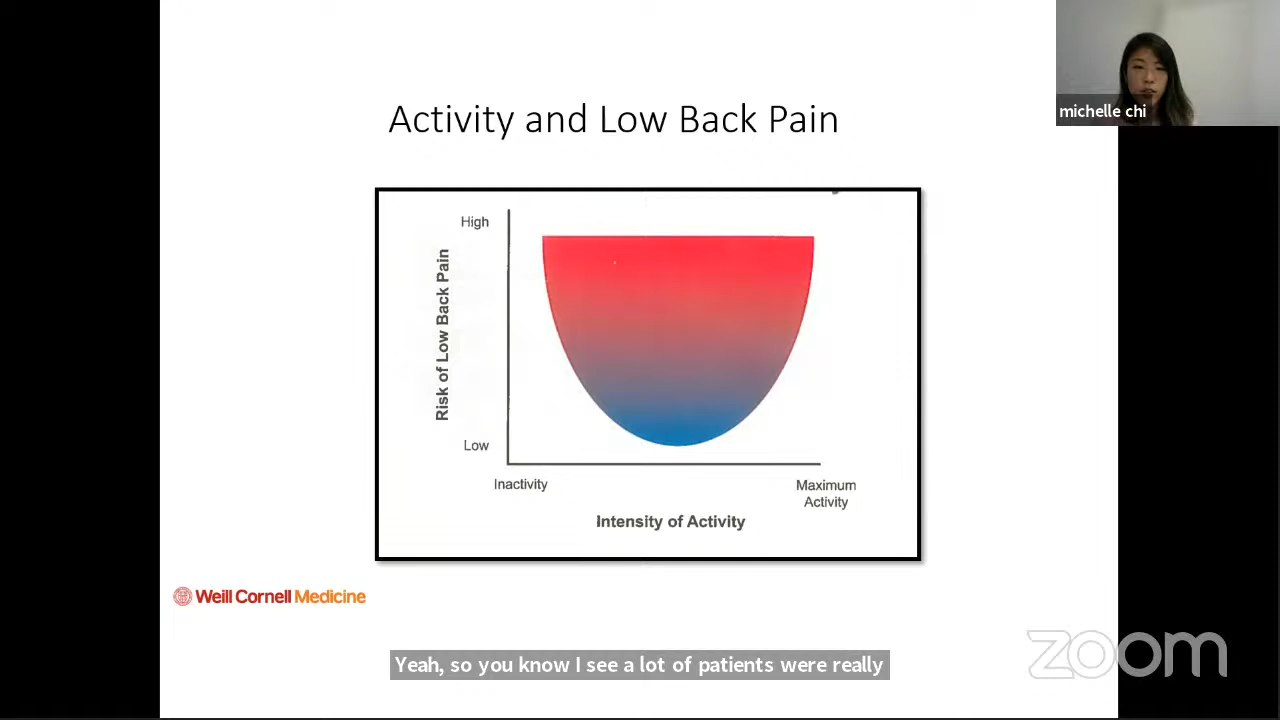 michelle chi
Activity and Low Back Pain
High
Risk of Low Back Pain
Low
Inactivity
Maximum
Activity
Intensity of Activity
Weill Cornell Medicine
zoom
Yeah, so you know I see a lot of patients were really